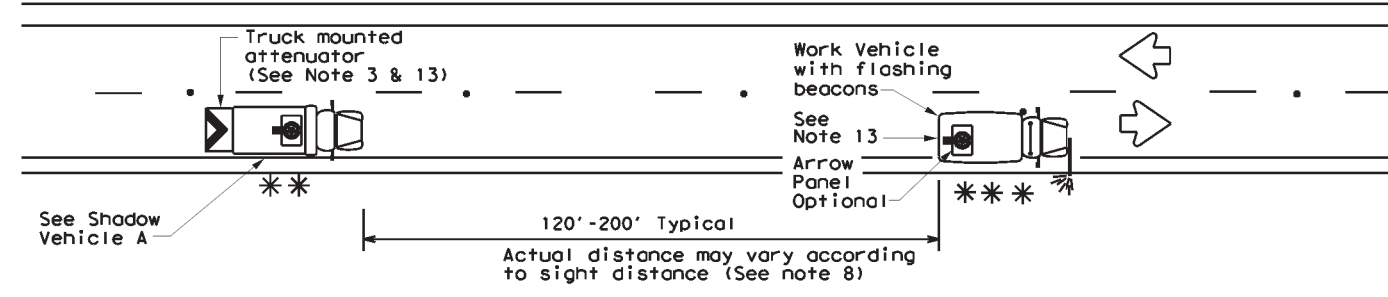 Truck mounted
attenuator
(See Note 3 & 13)
Work Vehicle
with flashing
beacons
See
Note 13
Arrow
Panel
Optional
See Shadow
Vehicle A
120'-200' Typical
Actual distance may vary according
to sight distance (See note 8)